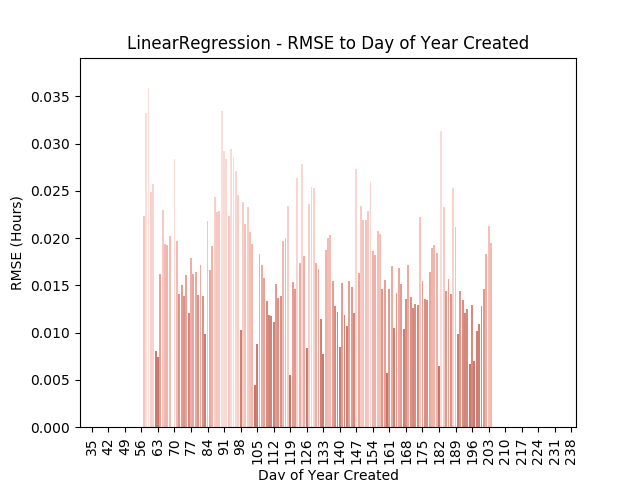 LinearRegression - RMSE to Day of Year Created
RMSE (Hours)
0.035
0.030
0.025
0.020
0.015
0.010
0.005
0.000
35 42 49 56 63 70 77 84 91 98 105 112 119 126 133 140 147 154 161 168 175 182 189 196 203 210 217 224 231 238
Day of Year Created